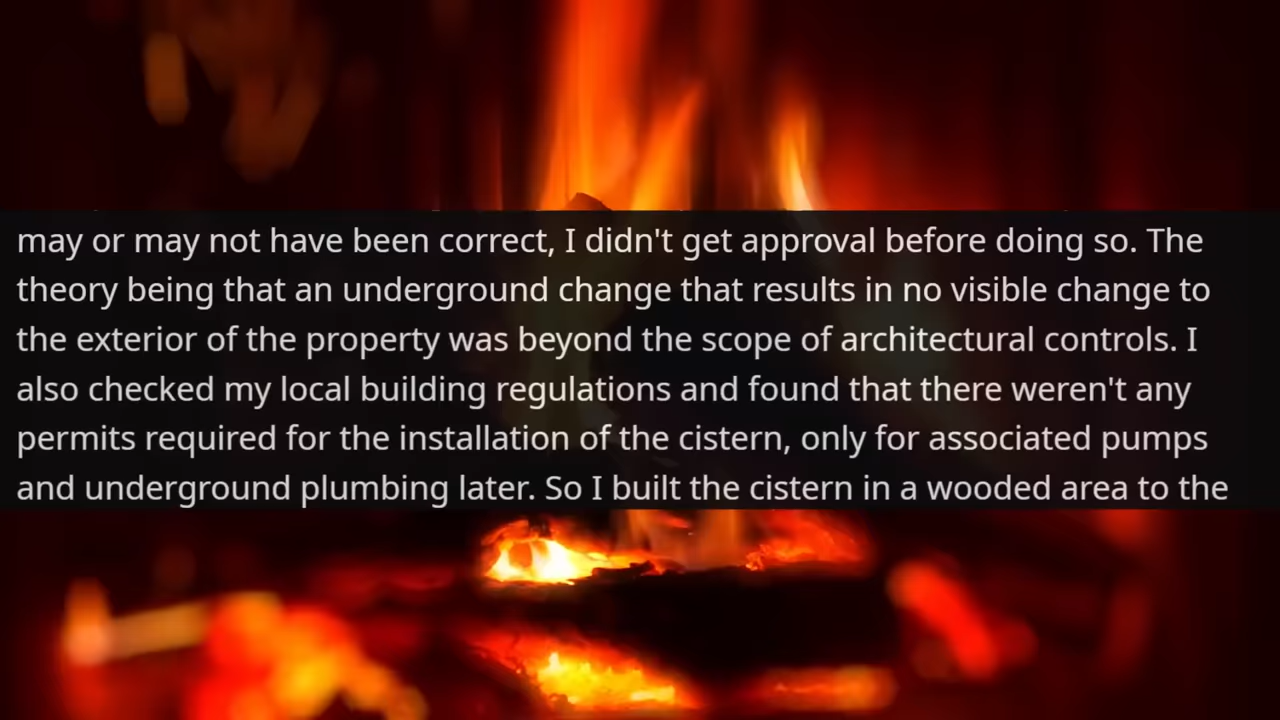 may or may not have been correct, I didn't get approval before doing so. The
theory being that an underground change that results in no visible change to
the exterior of the property was beyond the scope of architectural controls. I
also checked my local building regulations and found that there weren't any
permits required for the installation of the cistern, only for associated pumps
and underground plumbing later. So I built the cistern in a wooded area to the